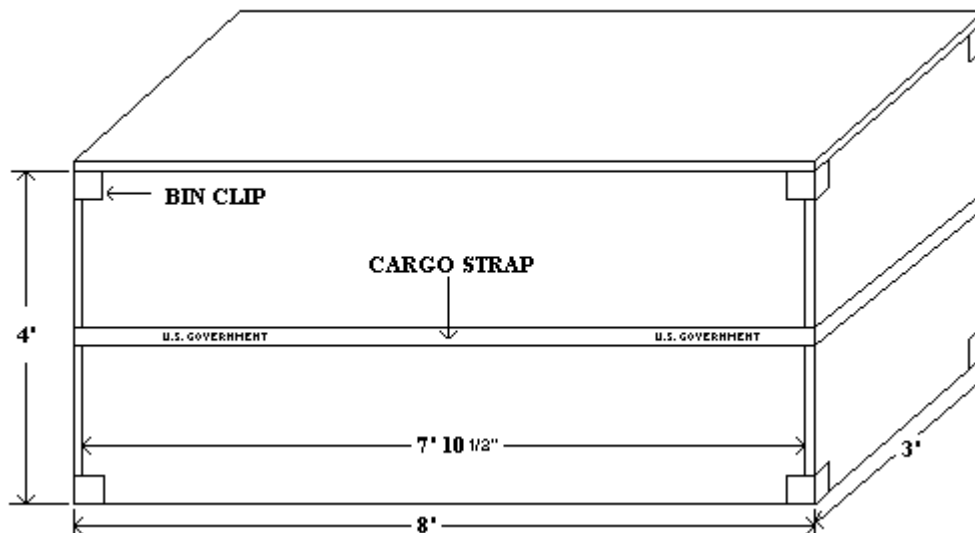 BIN CLIP
CARGO STRAP
4'
U.S. GOVERNMENT
U.S. GOVERNMENT
7' 10 1/2"
3'
8'